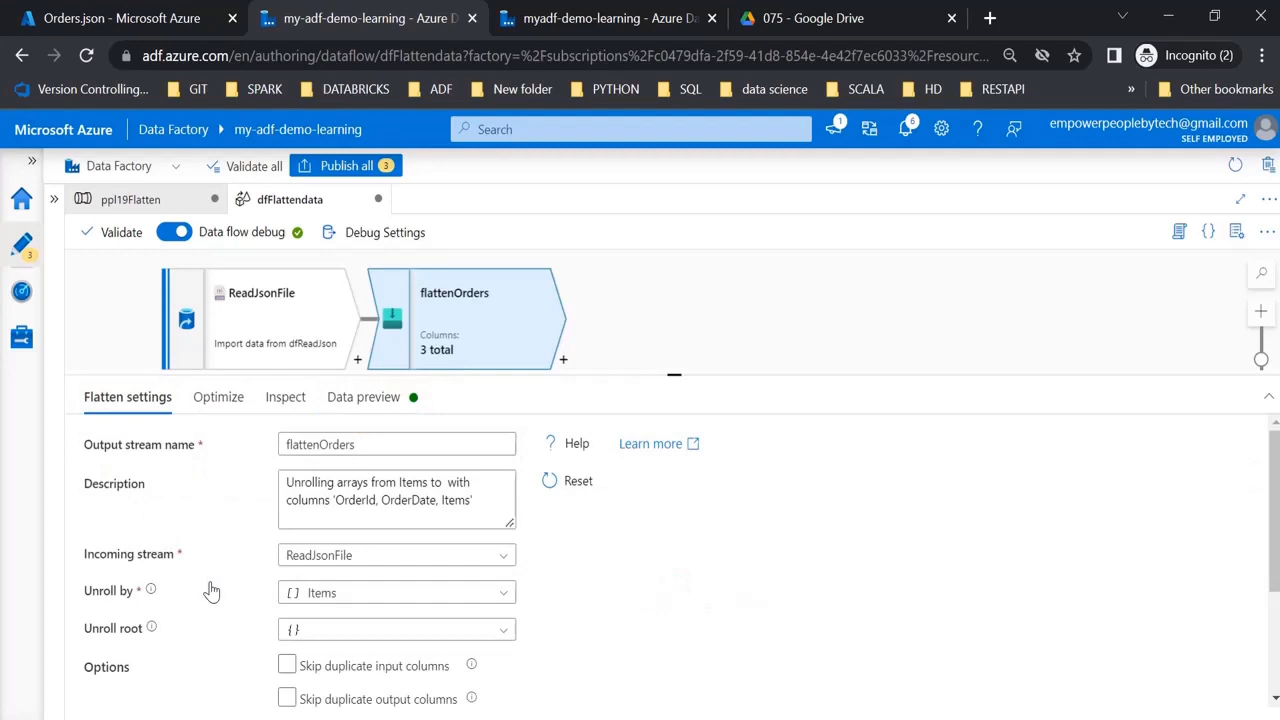 Orders.json - Microsoft Azure
my-adf-demo-learning - Azure D
myadf-demo-learning - Azure Da
075 - Google Drive
adf.azure.com/en/authoring/dataflow/dfFlattendata?factory=%2Fsubscriptions%2Fc0479dfa-2f59-41d8-854e-4e42f7ec6033%2Fresourc...
Incognito (2)
Version Controlling...
GIT
SPARK
DATABRICKS
ADF
New folder
PYTHON
SQL
data science
SCALA
HD
RESTAPI
»
Other bookmarks
Microsoft Azure
Data Factory
my-adf-demo-learning
Search
1
6
empowerpeoplebytech@gmail.com
SELF EMPLOYED
Data Factory
Validate all
Publish all 3
ppl19Flatten
dfFlattendata
3
Validate
Data flow debug
Debug Settings
ReadJsonFile
Import data from dfReadJson
flattenOrders
Columns:
3 total
Flatten settings
Optimize
Inspect
Data preview
Output stream name *
flattenOrders
Help
Learn more
Description
Unrolling arrays from Items to with
columns 'OrderId, OrderDate, Items'
Reset
Incoming stream *
ReadJsonFile
Unroll by *
[ ] Items
Unroll root
{}
Options
Skip duplicate input columns
Skip duplicate output columns